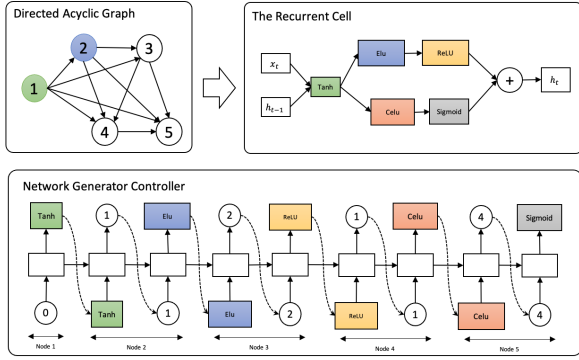 Directed Acyclic Graph
1
2
3
4
5
The Recurrent Cell
x_t
h_{t-1}
Tanh
Elu
ReLU
Celu
Sigmoid
+
h_t
Network Generator Controller
Tanh 1 Elu 2 ReLU 1 Celu 4 Sigmoid
0 Tanh 1 Elu 2 ReLU 1 Celu 4
Node 1 Node 2 Node 3 Node 4 Node 5